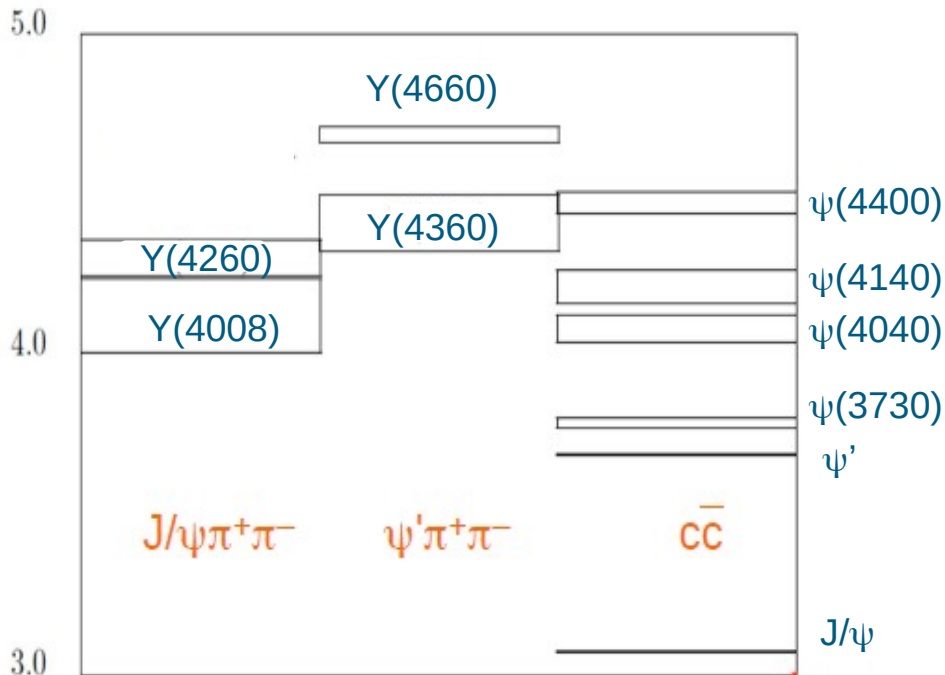 5.0
Y(4660)
ψ(4400)
Y(4360)
Y(4260)
ψ(4140)
Y(4008)
ψ(4040)
4.0
ψ(3730)
ψ’
J/ψπ⁺π⁻
ψ'π⁺π⁻
cc̅
J/ψ
3.0